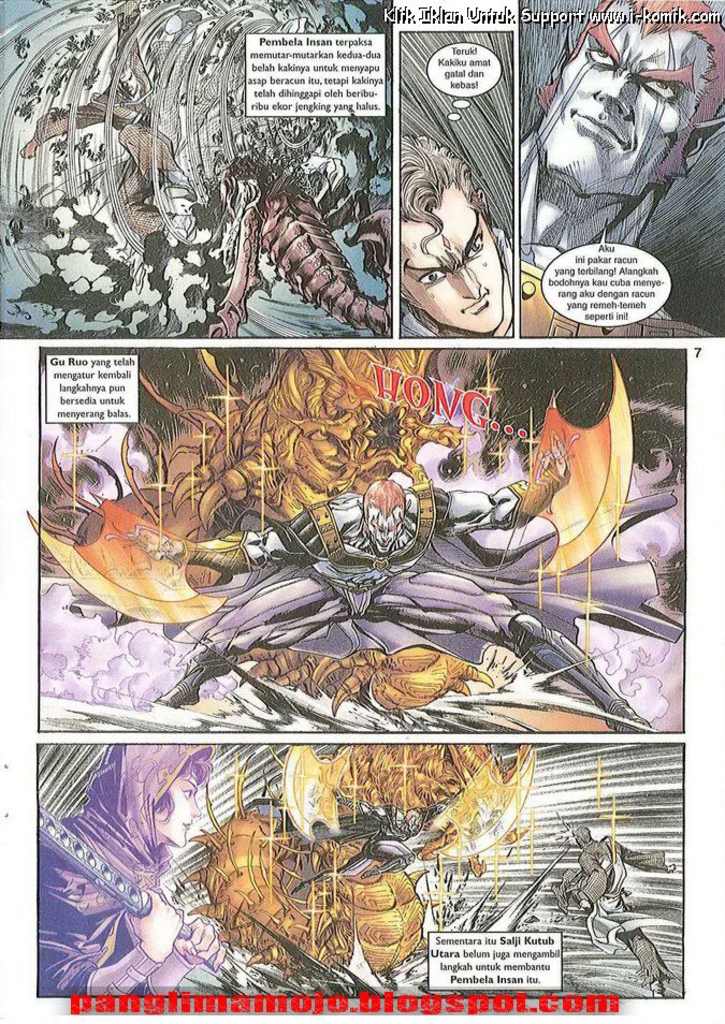 Klik Iklan Untuk Support www.i-komik.com
Pembela Insan terpaksa
memutar-mutarkan kedua-dua
belah kakinya untuk menyapu
asap beracun itu, tetapi kakinya
telah dihinggapi oleh beribu-
ribu ekor jengking yang halus.
Teruk!
Kakiku amat
gatal dan
kebas!
Aku
ini pakar racun
yang terbilang! Alangkah
bodohnya kau cuba menye-
rang aku dengan racun
yang remeh-temeh
seperti ini!
7
Gu Ruo yang telah
mengatur kembali
langkahnya pun
bersedia untuk
menyerang balas.
HONG...
Sementara itu Salji Kutub
Utara belum juga mengambil
langkah untuk membantu
Pembela Insan itu.
panglimamojo.blogspot.com